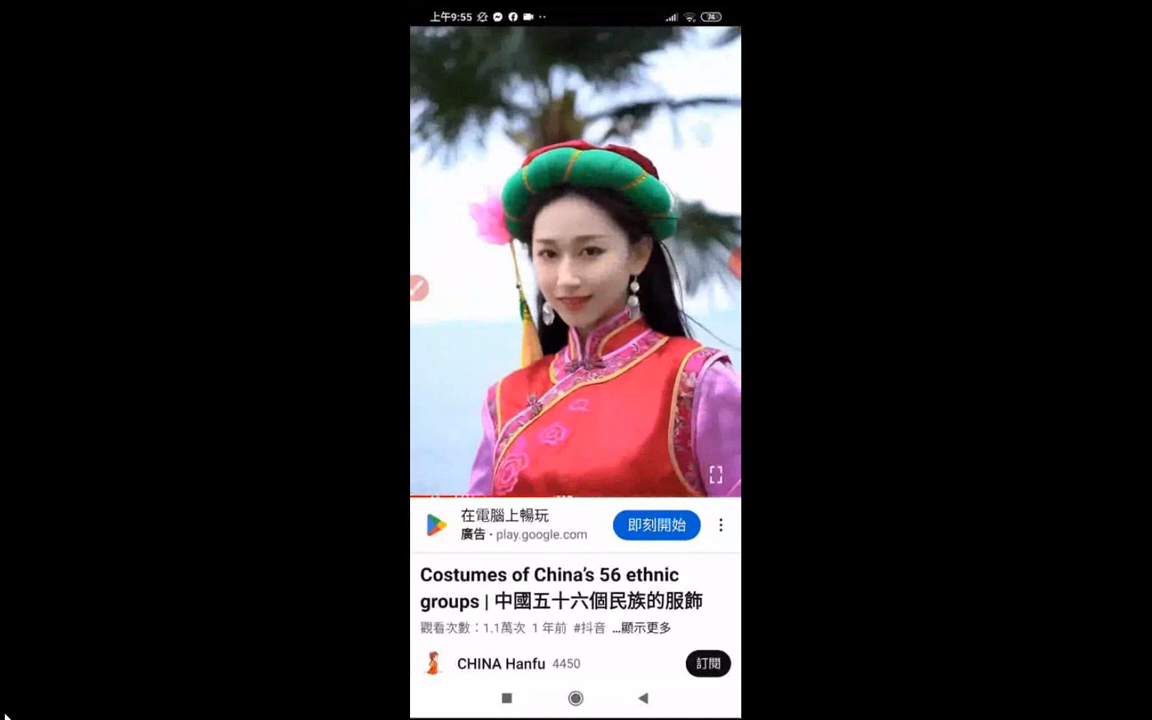 上午9:55
74
在電腦上暢玩
廣告・play.google.com
即刻開始
Costumes of China's 56 ethnic
groups | 中國五十六個民族的服飾
觀看次數：1.1萬次 1 年前 #抖音 ...顯示更多
CHINA Hanfu 4450
訂閱